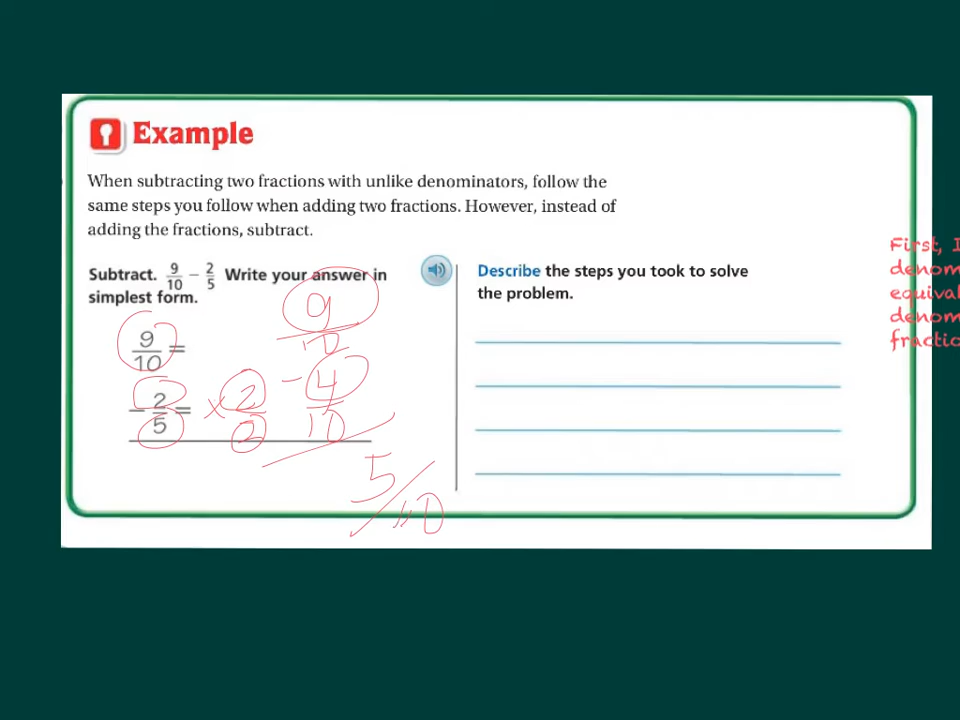 Example
When subtracting two fractions with unlike denominators, follow the
same steps you follow when adding two fractions. However, instead of
adding the fractions, subtract.
Subtract. 9/10 − 2/5 Write your answer in
simplest form.
9/10 =
− 2/5 = × 2/2
9/10
− 4/10
5/10
Describe the steps you took to solve
the problem.
First, I
denom
equival
denom
fractio